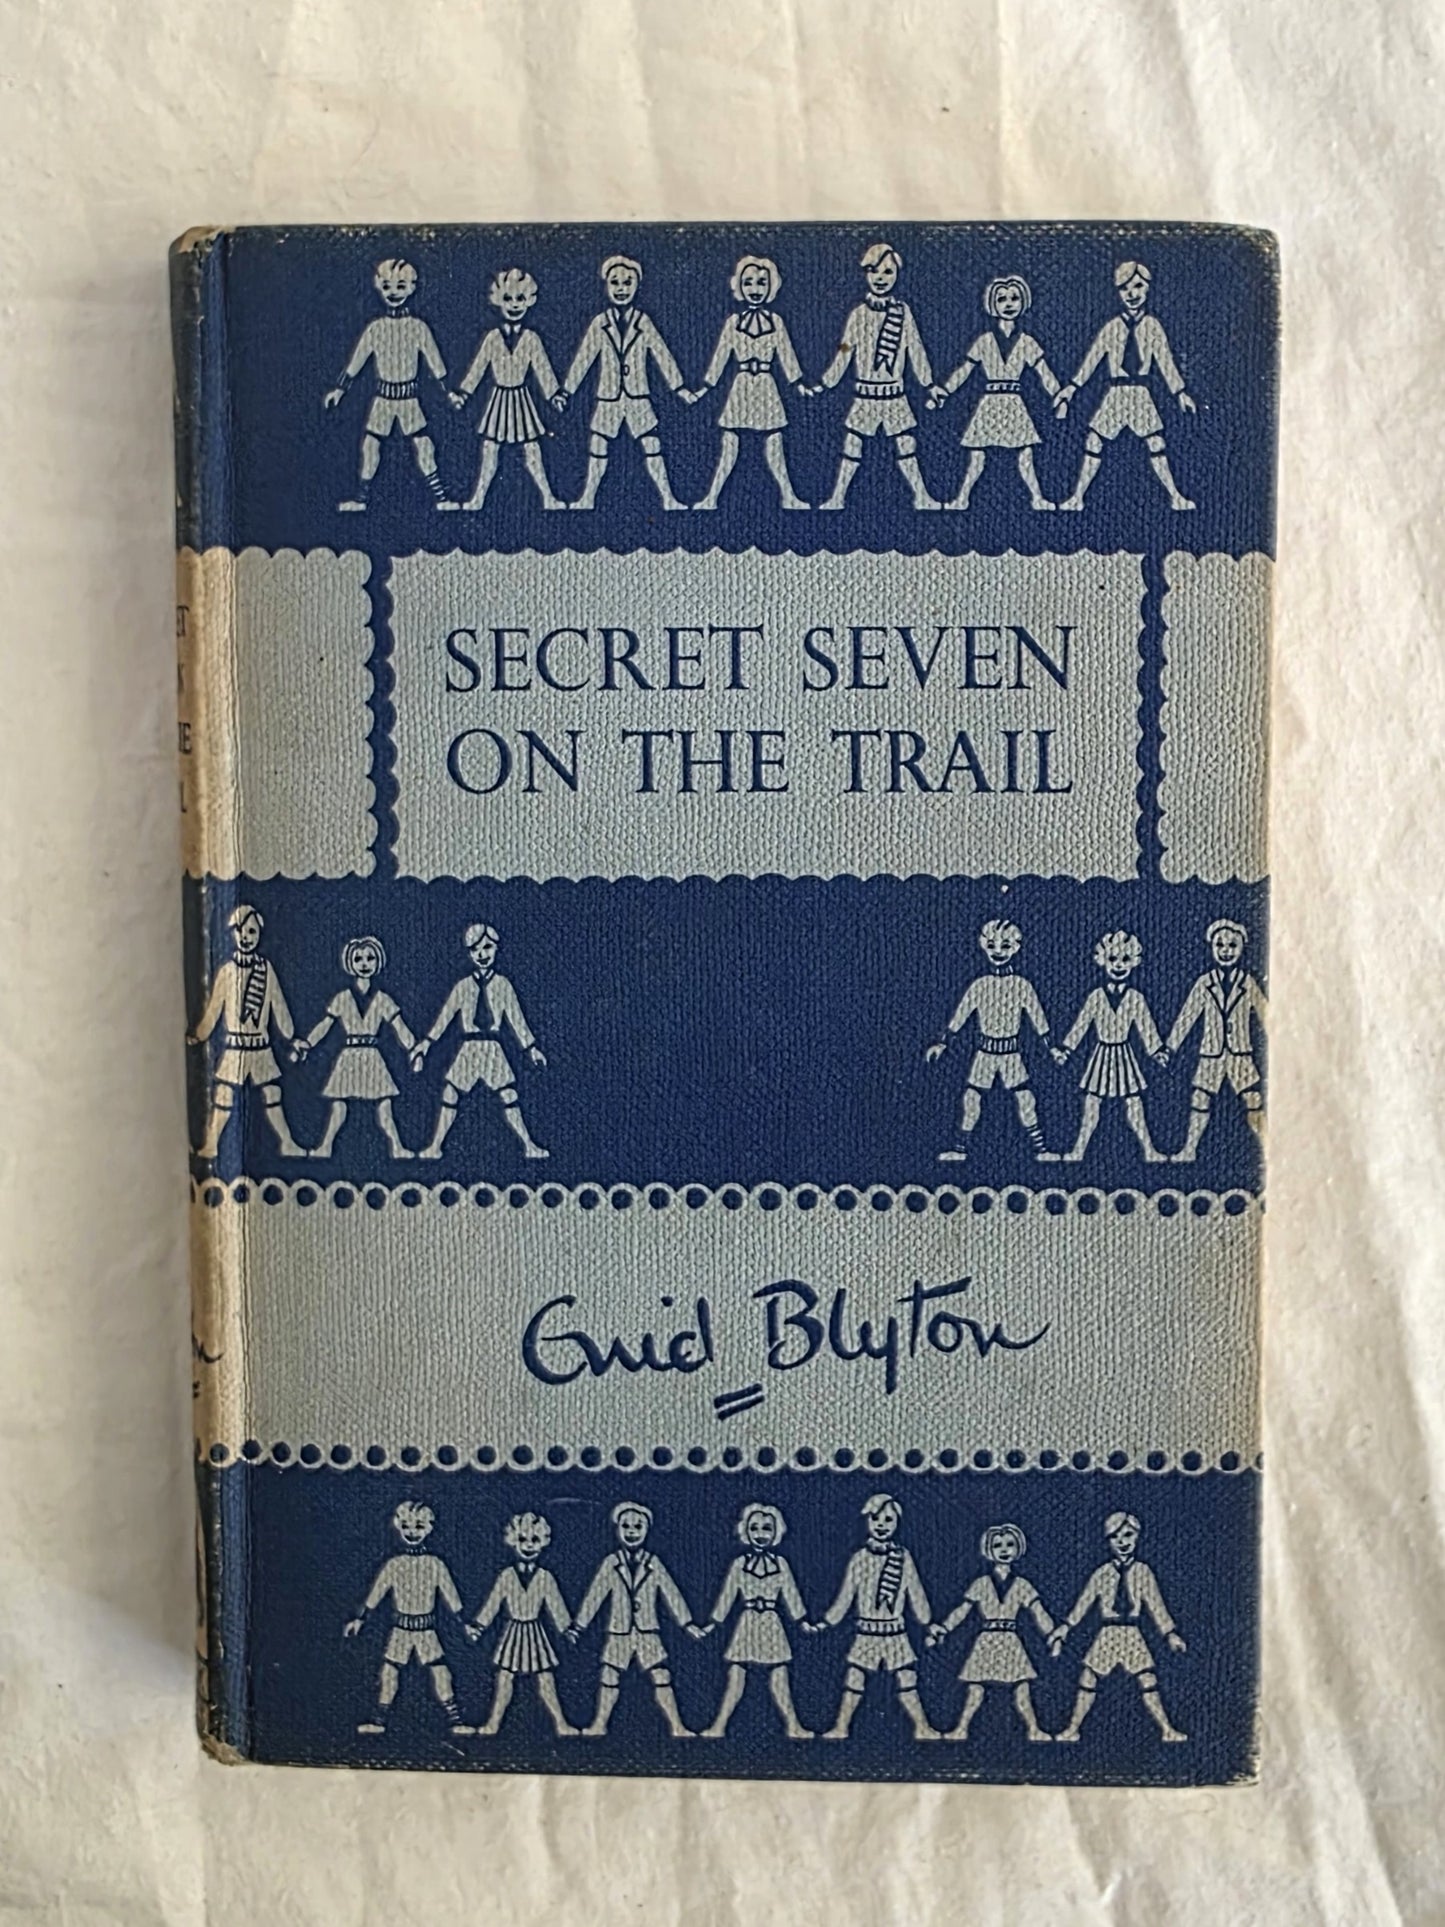 SECRET SEVEN
ON THE TRAIL
Enid Blyton